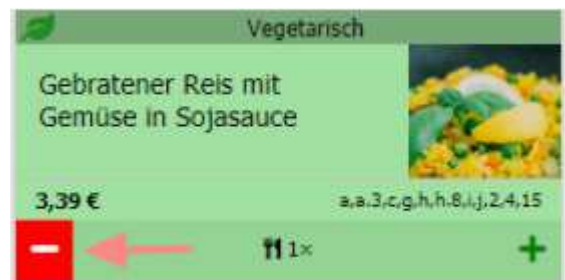 Vegetarisch
Gebratener Reis mit
Gemüse in Sojasauce
3,39 €
a,a.3,c,g,h,h.8,i,j,2,4,15
1×